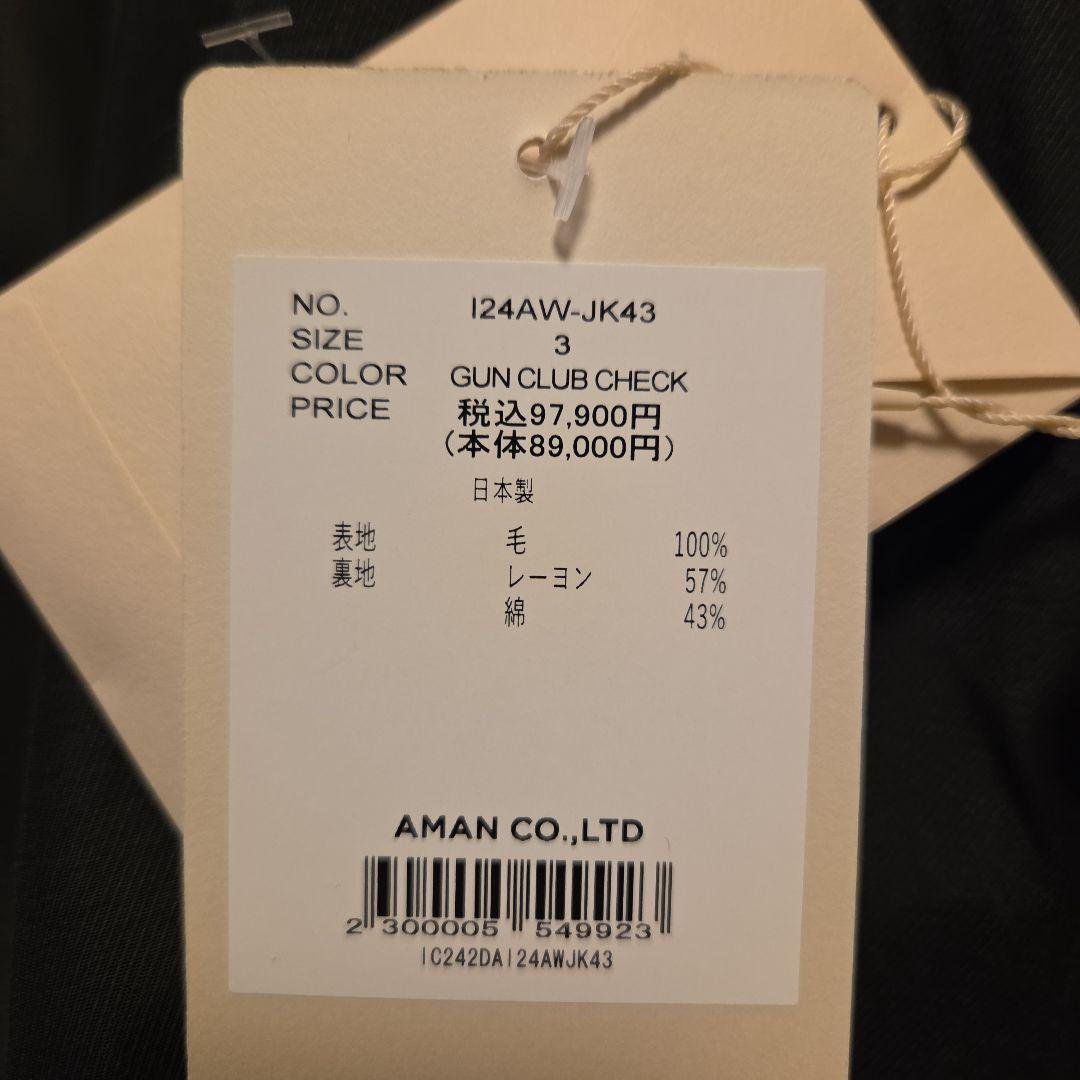 NO. I24AW-JK43
SIZE 3
COLOR GUN CLUB CHECK
PRICE 税込97,900円
(本体89,000円)
日本製
表地 毛 100%
裏地 レーヨン 57%
綿 43%
AMAN CO.,LTD
2 300005 549923
IC242DAI24AWJK43